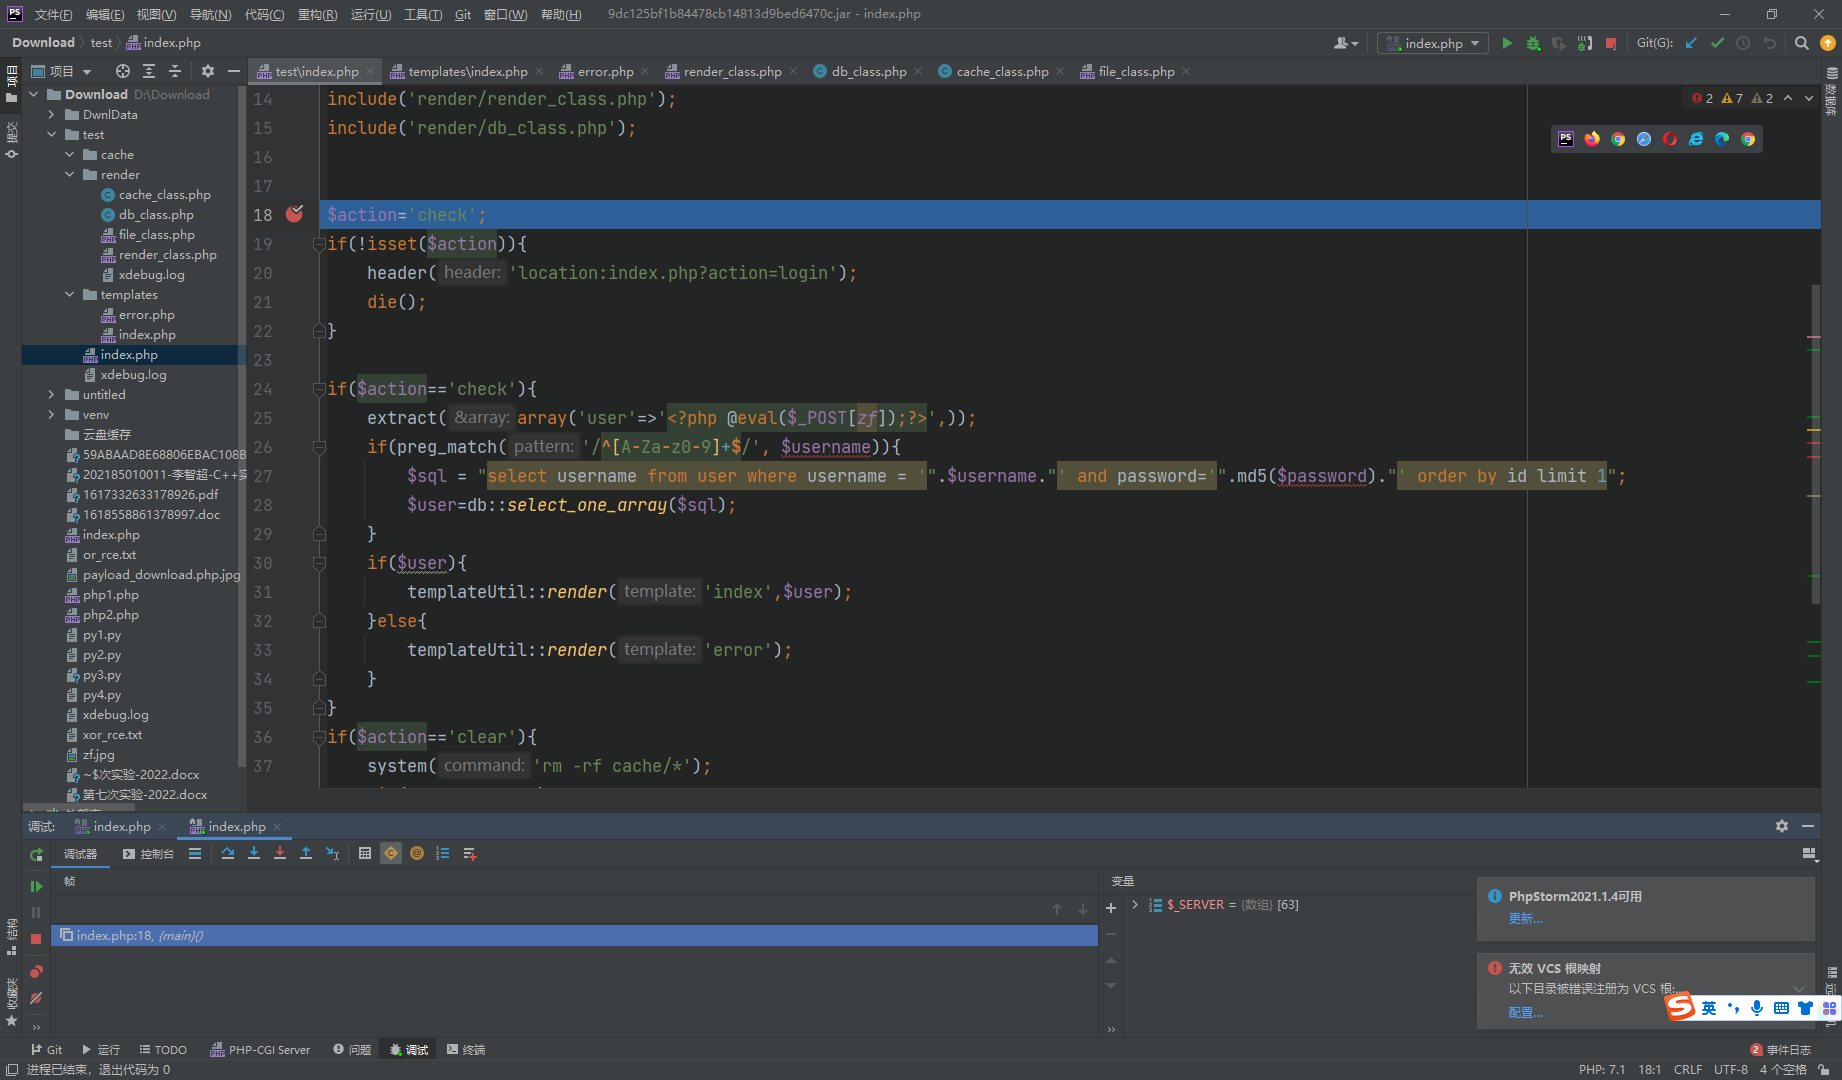 文件(F) 编辑(E) 视图(V) 导航(N) 代码(C) 重构(R) 运行(U) 工具(T) Git 窗口(W) 帮助(H) 9dc125bf1b84478cb14813d9bed6470c.jar - index.php
Download test index.php
index.php Git(G):
项目
test\index.php templates\index.php error.php render_class.php db_class.php cache_class.php file_class.php
Download D:\Download
DwnlData
test
cache
render
cache_class.php
db_class.php
file_class.php
render_class.php
xdebug.log
templates
error.php
index.php
index.php
xdebug.log
untitled
venv
云盘缓存
59ABAAD8E68806EBAC108B
202185010011-李智超-C++实
1617332633178926.pdf
1618558861378997.doc
index.php
or_rce.txt
payload_download.php.jpg
php1.php
php2.php
py1.py
py2.py
py3.py
py4.py
xdebug.log
xor_rce.txt
zf.jpg
~$次实验-2022.docx
第七次实验-2022.docx
项目
提交
结构
收藏夹
数据库
2 7 2
14 include('render/render_class.php');
15 include('render/db_class.php');
16
17
18 $action='check';
19 if(!isset($action)){
20 header( header: 'location:index.php?action=login');
21 die();
22 }
23
24 if($action=='check'){
25 extract( &array: array('user'=>'<?php @eval($_POST[zf]);?>',));
26 if(preg_match( pattern: '/^[A-Za-z0-9]+$/', $username)){
27 $sql = "select username from user where username = '".$username."' and password='".md5($password)."' order by id limit 1";
28 $user=db::select_one_array($sql);
29 }
30 if($user){
31 templateUtil::render( template: 'index',$user);
32 }else{
33 templateUtil::render( template: 'error');
34 }
35 }
36 if($action=='clear'){
37 system( command: 'rm -rf cache/*');
调试: index.php index.php
调试器 控制台
帧 变量
index.php:18, {main}()
$_SERVER = {数组} [63]
PhpStorm2021.1.4可用
更新...
无效 VCS 根映射
以下目录被错误注册为 VCS 根:...
配置...
英
Git 运行 TODO PHP-CGI Server 问题 调试 终端 2 事件日志
进程已结束，退出代码为 0 PHP: 7.1 18:1 CRLF UTF-8 4 个空格